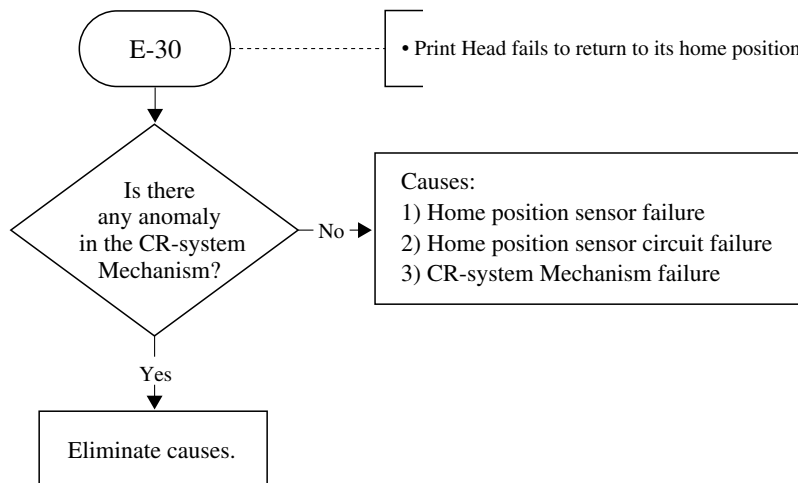 E-30
• Print Head fails to return to its home position
Is there
any anomaly
in the CR-system
Mechanism?
No
Causes:
1) Home position sensor failure
2) Home position sensor circuit failure
3) CR-system Mechanism failure
Yes
Eliminate causes.